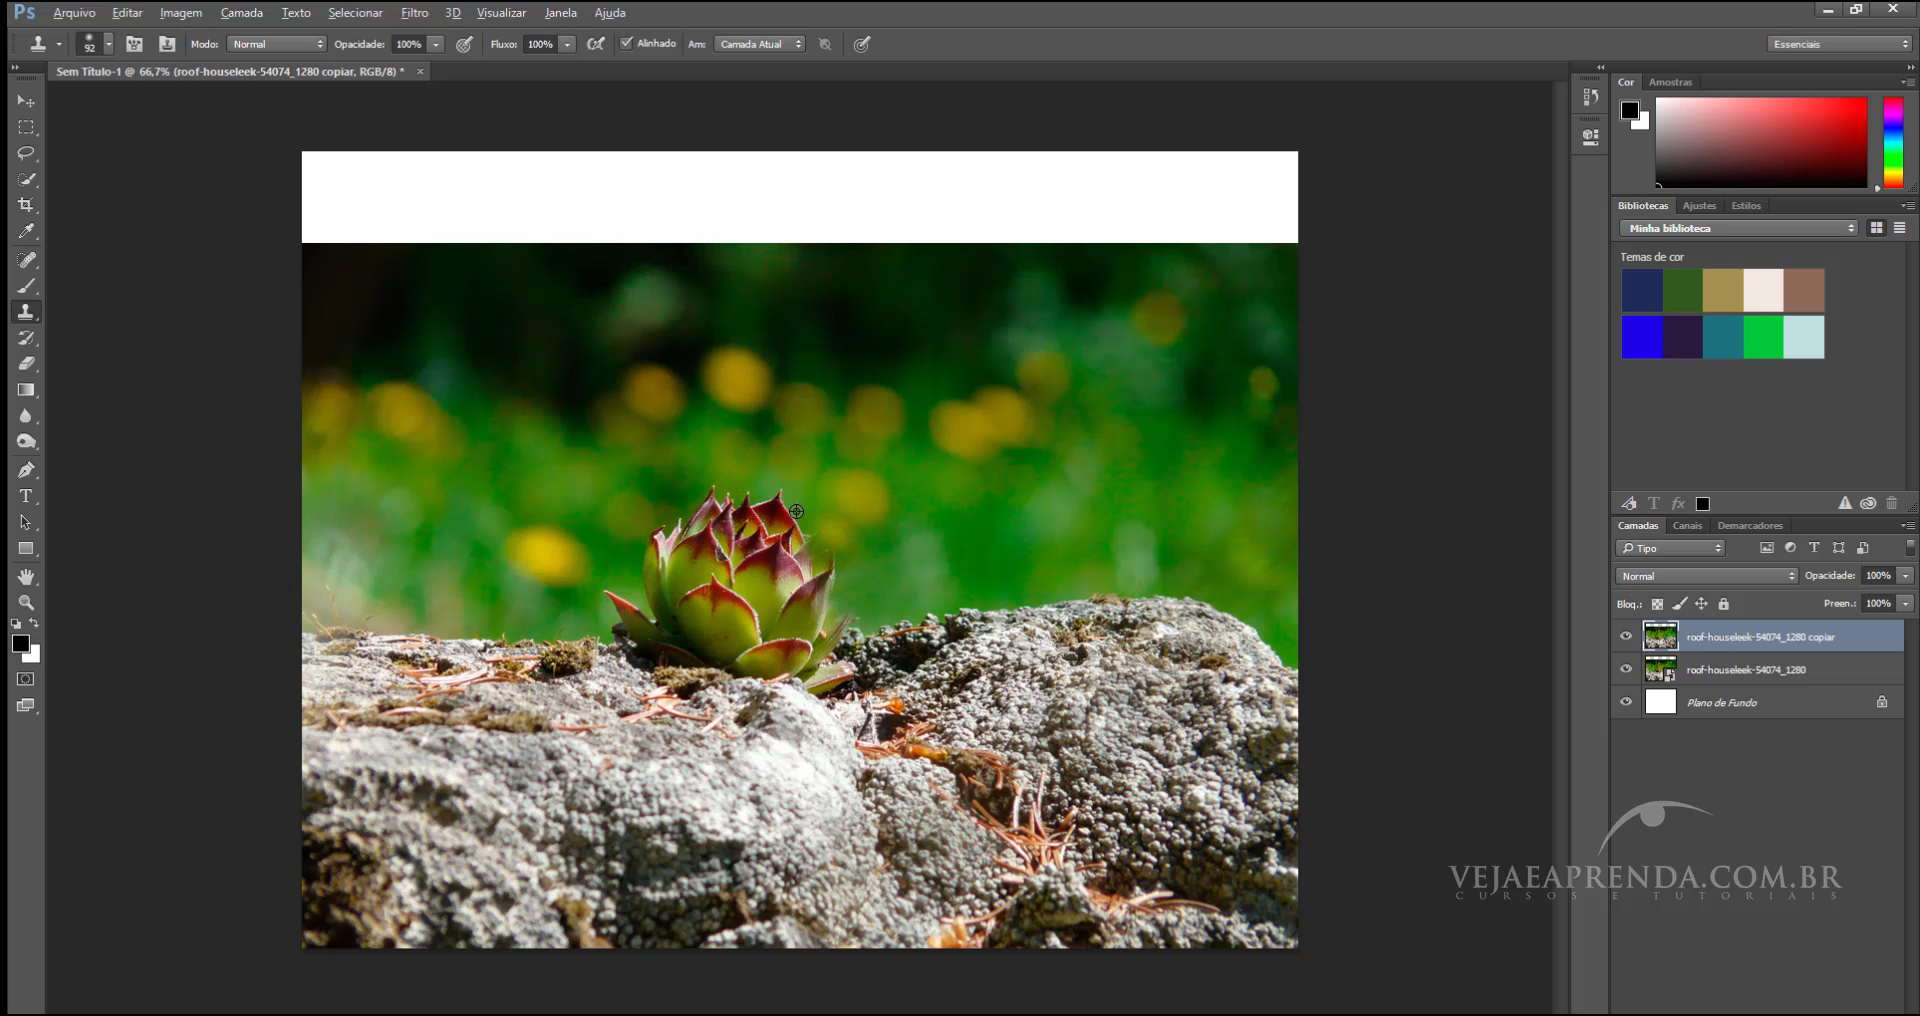 Ps Arquivo Editar Imagem Camada Texto Selecionar Filtro 3D Visualizar Janela Ajuda
92 Modo: Normal Opacidade: 100% Fluxo: 100% Alinhado Am: Camada Atual Essenciais
Sem Título-1 @ 66,7% (roof-houseleek-54074_1280 copiar, RGB/8) * ×
Cor Amostras
Bibliotecas Ajustes Estilos
Minha biblioteca
Temas de cor
T fx
Camadas Canais Demarcadores
Tipo T
Normal Opacidade: 100%
Bloq.: Preen.: 100%
roof-houseleek-54074_1280 copiar
roof-houseleek-54074_1280
Plano de Fundo
T
VEJAEAPRENDA.COM.BR
CURSOS E TUTORIAIS